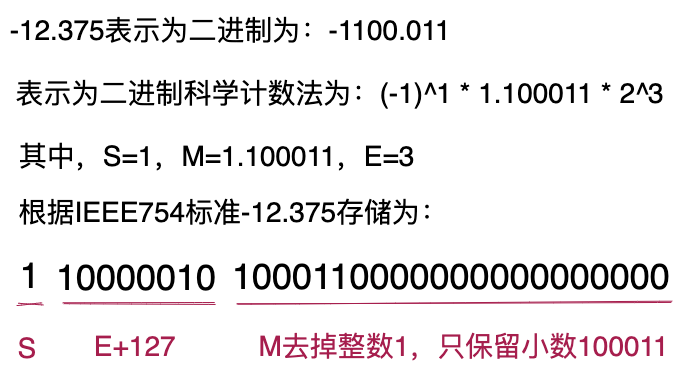 -12.375表示为二进制为：-1100.011
表示为二进制科学计数法为：(-1)^1 * 1.100011 * 2^3
其中，S=1，M=1.100011，E=3
根据IEEE754标准-12.375存储为：
1 10000010 10001100000000000000000
S E+127 M去掉整数1，只保留小数100011